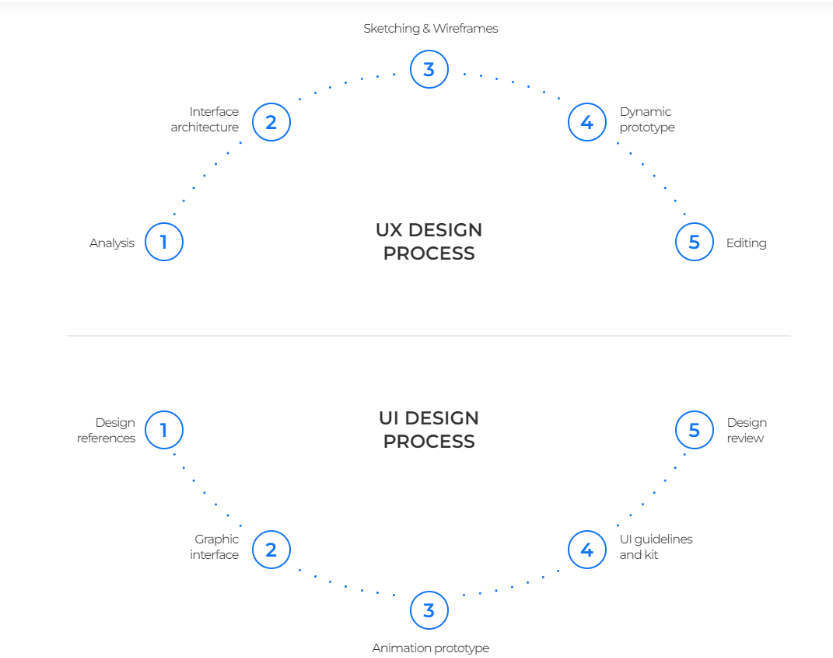 Sketching & Wireframes
3
Interface
architecture
2
4
Dynamic
prototype
Analysis
1
UX DESIGN
PROCESS
5
Editing
Design
references
1
UI DESIGN
PROCESS
5
Design
review
Graphic
interface
2
4
UI guidelines
and kit
3
Animation prototype